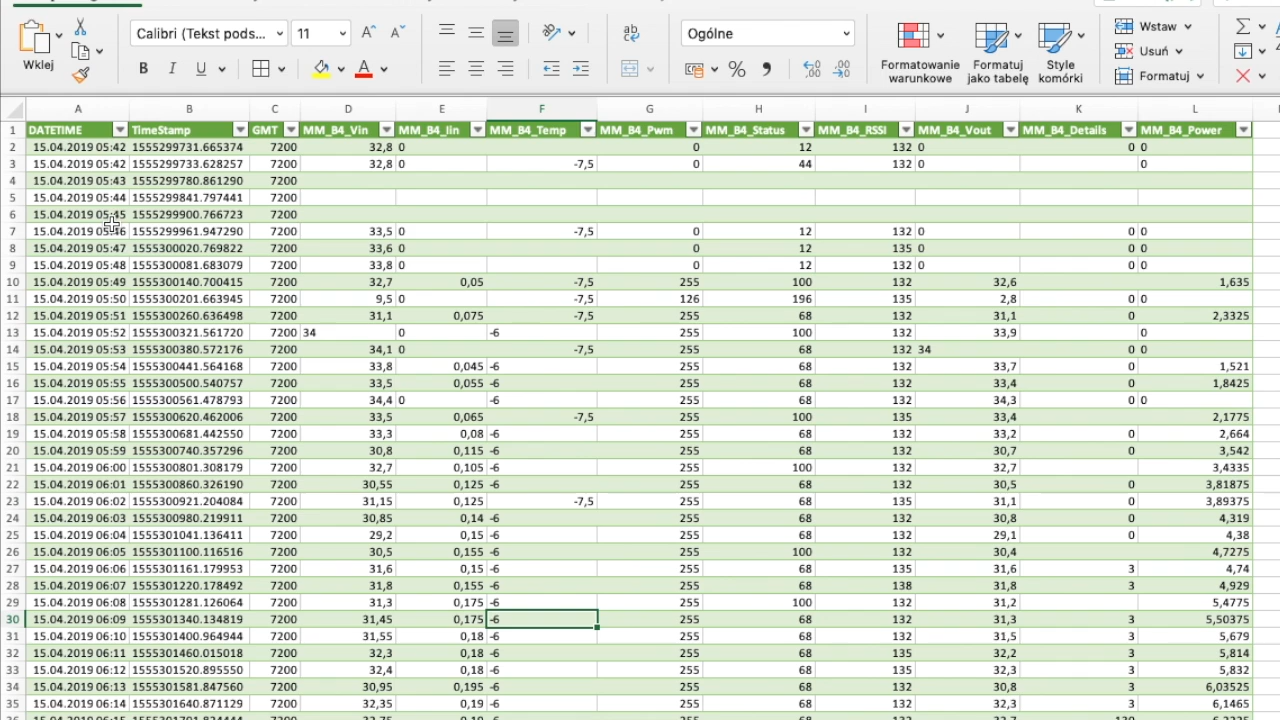 Calibri (Tekst pods... 11 Ogólne Wstaw
Usuń
Wklej Formatowanie warunkowe Formatuj jako tabelę Style komórki Formatuj
A B C D E F G H I J K L
1 DATETIME TimeStamp GMT MM_B4_Vin MM_B4_Iin MM_B4_Temp MM_B4_Pwm MM_B4_Status MM_B4_RSSI MM_B4_Vout MM_B4_Details MM_B4_Power
2 15.04.2019 05:42 1555299731.665374 7200 32,8 0 0 12 132 0 0 0
3 15.04.2019 05:42 1555299733.628257 7200 32,8 0 -7,5 0 44 132 0 0
4 15.04.2019 05:43 1555299780.861290 7200
5 15.04.2019 05:44 1555299841.797441 7200
6 15.04.2019 05:45 1555299900.766723 7200
7 15.04.2019 05:46 1555299961.947290 7200 33,5 0 -7,5 0 12 132 0 0 0
8 15.04.2019 05:47 1555300020.769822 7200 33,6 0 0 12 135 0 0 0
9 15.04.2019 05:48 1555300081.683079 7200 33,8 0 0 12 132 0 0 0
10 15.04.2019 05:49 1555300140.700415 7200 32,7 0,05 -7,5 255 100 132 32,6 1,635
11 15.04.2019 05:50 1555300201.663945 7200 9,5 0 -7,5 126 196 135 2,8 0 0
12 15.04.2019 05:51 1555300260.636498 7200 31,1 0,075 -7,5 255 68 132 31,1 0 2,3325
13 15.04.2019 05:52 1555300321.561720 7200 34 0 -6 255 100 132 33,9 0
14 15.04.2019 05:53 1555300380.572176 7200 34,1 0 -7,5 255 68 132 34 0 0
15 15.04.2019 05:54 1555300441.564168 7200 33,8 0,045 -6 255 68 132 33,7 0 1,521
16 15.04.2019 05:55 1555300500.540757 7200 33,5 0,055 -6 255 68 132 33,4 0 1,8425
17 15.04.2019 05:56 1555300561.478793 7200 34,4 0 -6 255 68 132 34,3 0 0
18 15.04.2019 05:57 1555300620.462006 7200 33,5 0,065 -7,5 255 100 135 33,4 2,1775
19 15.04.2019 05:58 1555300681.442550 7200 33,3 0,08 -6 255 68 132 33,2 0 2,664
20 15.04.2019 05:59 1555300740.357296 7200 30,8 0,115 -6 255 68 132 30,7 0 3,542
21 15.04.2019 06:00 1555300801.308179 7200 32,7 0,105 -6 255 100 132 32,7 3,4335
22 15.04.2019 06:01 1555300860.326190 7200 30,55 0,125 -6 255 68 132 30,5 0 3,81875
23 15.04.2019 06:02 1555300921.204084 7200 31,15 0,125 -7,5 255 68 135 31,1 0 3,89375
24 15.04.2019 06:03 1555300980.219911 7200 30,85 0,14 -6 255 68 132 30,8 0 4,319
25 15.04.2019 06:04 1555301041.136411 7200 29,2 0,15 -6 255 68 132 29,1 0 4,38
26 15.04.2019 06:05 1555301100.116516 7200 30,5 0,155 -6 255 100 132 30,4 4,7275
27 15.04.2019 06:06 1555301161.179953 7200 31,6 0,15 -6 255 68 135 31,6 3 4,74
28 15.04.2019 06:07 1555301220.178492 7200 31,8 0,155 -6 255 68 138 31,8 3 4,929
29 15.04.2019 06:08 1555301281.126064 7200 31,3 0,175 -6 255 100 132 31,2 5,4775
30 15.04.2019 06:09 1555301340.134819 7200 31,45 0,175 -6 255 68 132 31,3 3 5,50375
31 15.04.2019 06:10 1555301400.964944 7200 31,55 0,18 -6 255 68 132 31,5 3 5,679
32 15.04.2019 06:11 1555301460.015018 7200 32,3 0,18 -6 255 68 135 32,2 3 5,814
33 15.04.2019 06:12 1555301520.895550 7200 32,4 0,18 -6 255 68 135 32,3 3 5,832
34 15.04.2019 06:13 1555301581.847560 7200 30,95 0,195 -6 255 68 132 30,8 3 6,03525
35 15.04.2019 06:14 1555301640.871129 7200 32,35 0,19 -6 255 68 132 32,3 3 6,1465